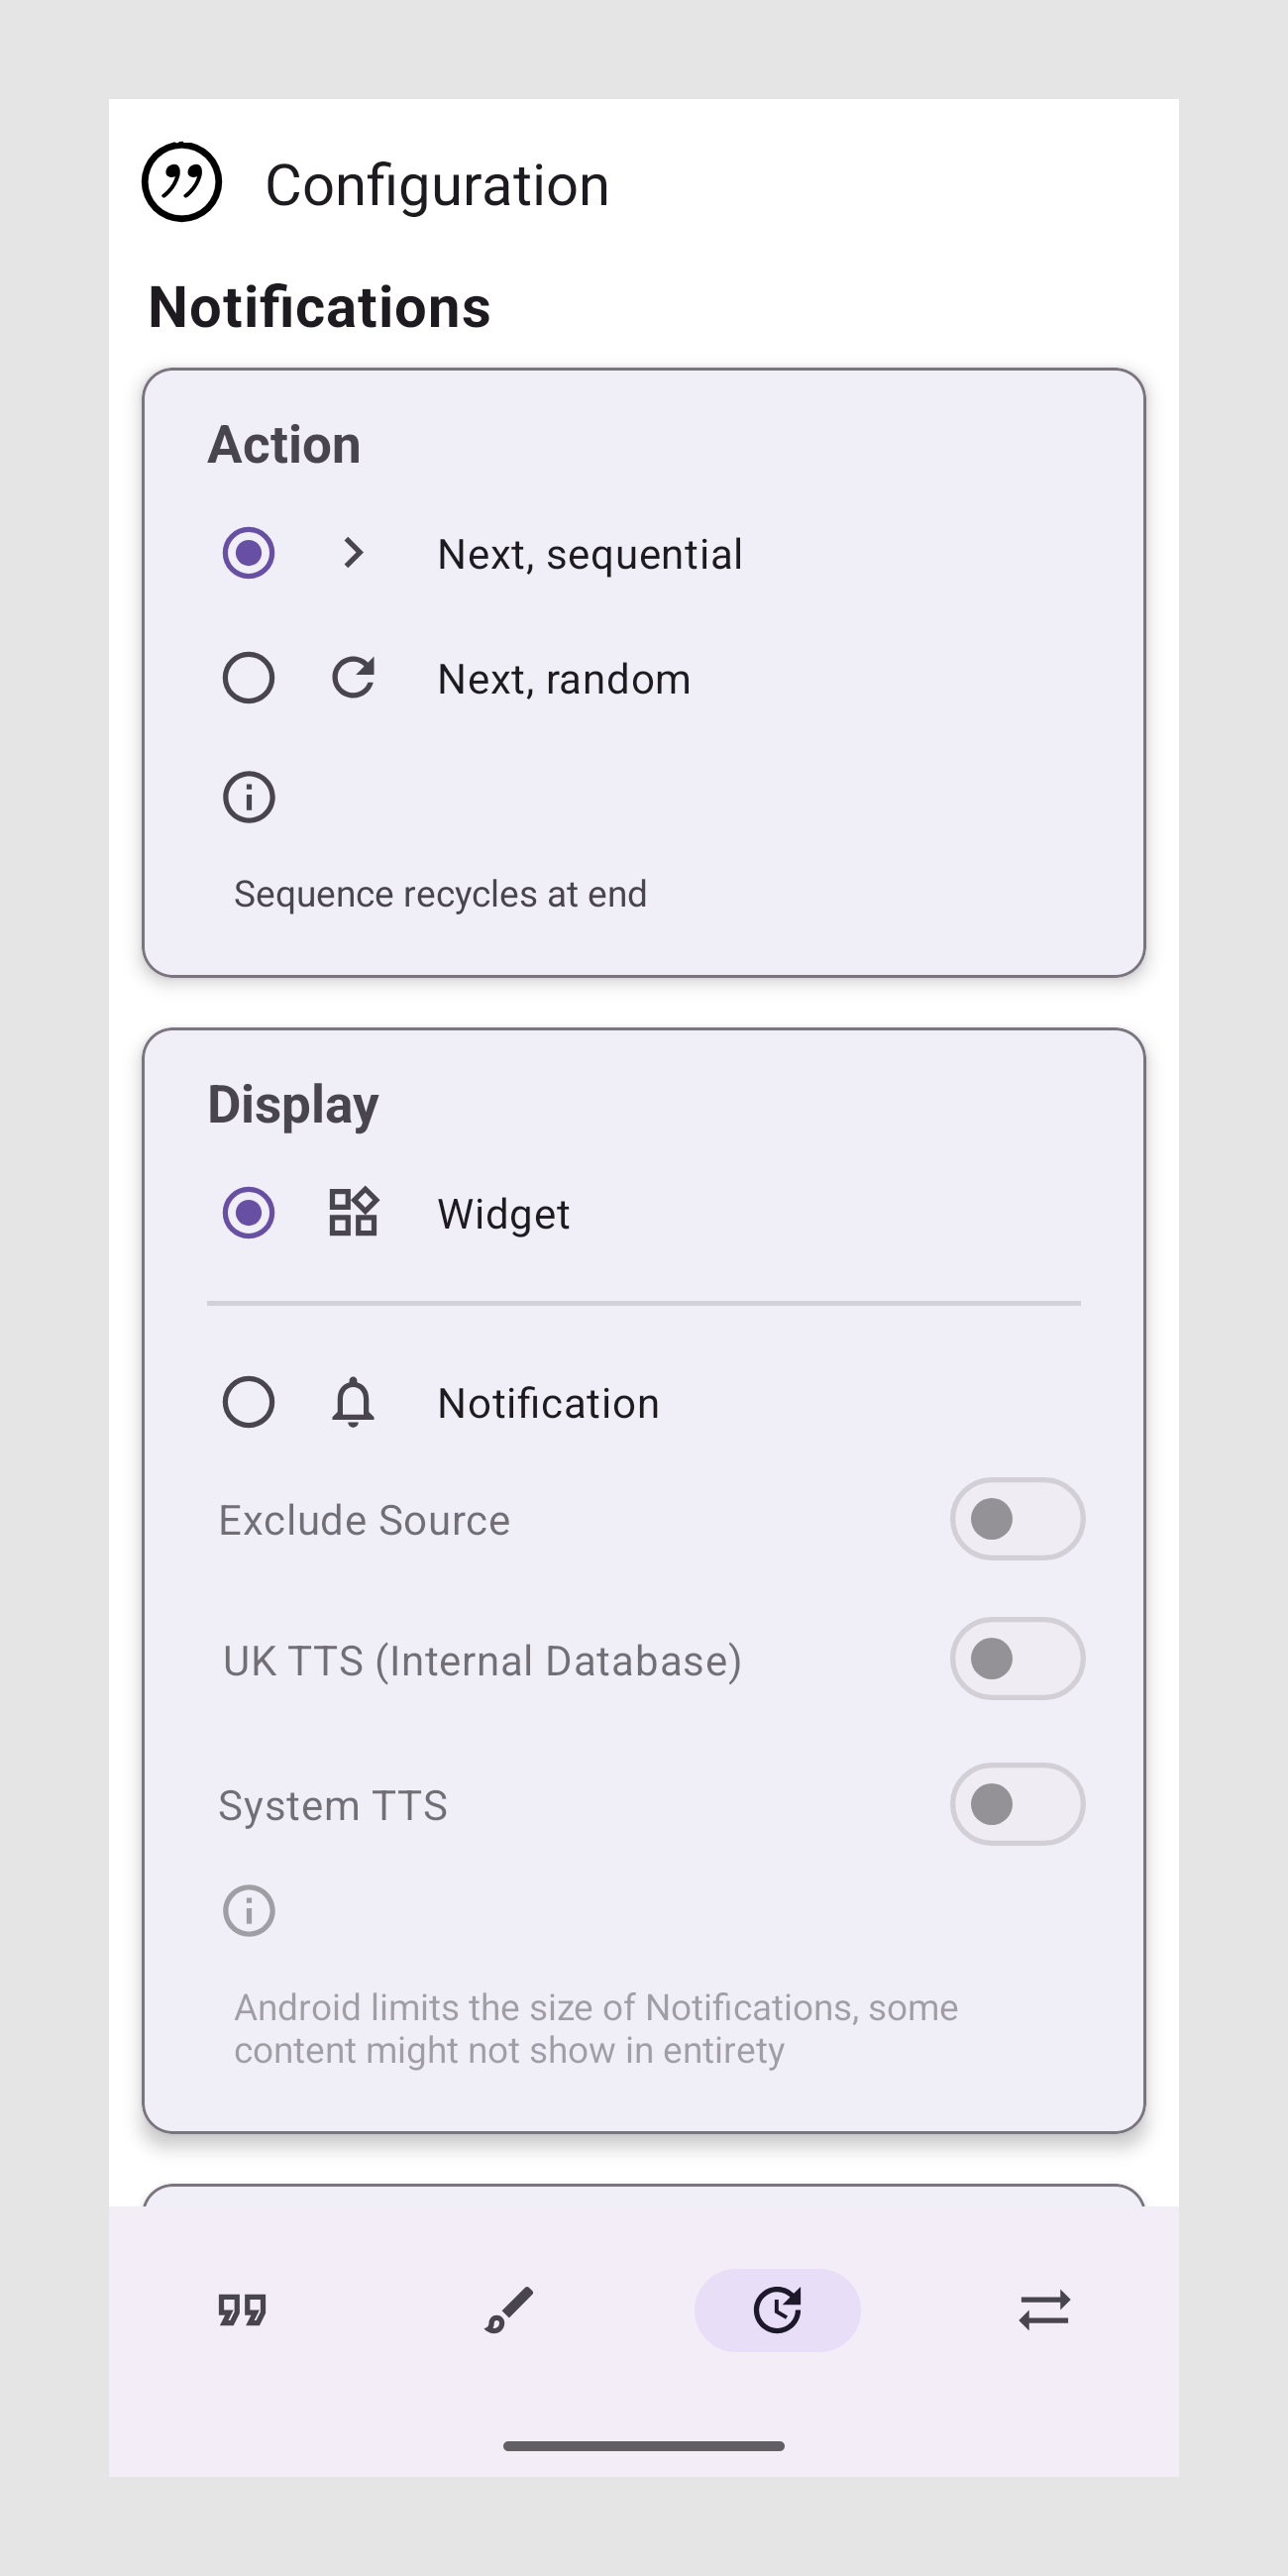 Configuration
Notifications
Action
Next, sequential
Next, random
Sequence recycles at end
Display
Widget
Notification
Exclude Source
UK TTS (Internal Database)
System TTS
Android limits the size of Notifications, some
content might not show in entirety